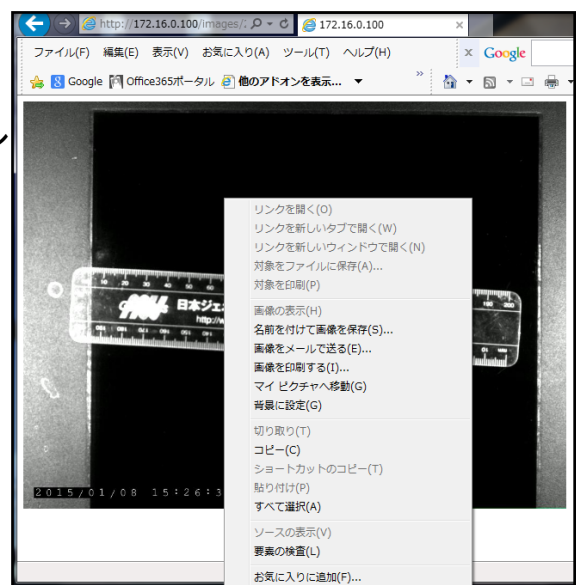 http://172.16.0.100/images/
172.16.0.100
ファイル(F) 編集(E) 表示(V) お気に入り(A) ツール(T) ヘルプ(H)
x Google
Google Office365ポータル 他のアドオンを表示...
リンクを開く(O)
リンクを新しいタブで開く(W)
リンクを新しいウィンドウで開く(N)
対象をファイルに保存(A)...
対象を印刷(P)
画像の表示(H)
名前を付けて画像を保存(S)...
画像をメールで送る(E)...
画像を印刷する(I)...
マイ ピクチャへ移動(G)
背景に設定(G)
切り取り(T)
コピー(C)
ショートカットのコピー(T)
貼り付け(P)
すべて選択(A)
ソースの表示(V)
要素の検査(L)
お気に入りに追加(F)...
10 20 30 40 50 60
190 200
日本ジェ
http://w
2015/01/08 15:26:3